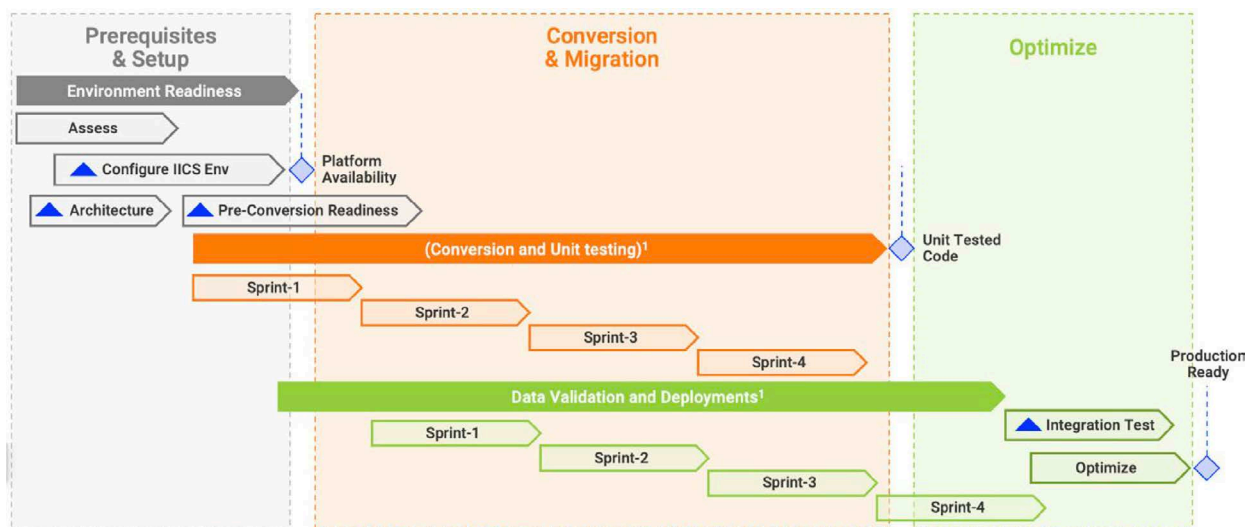 Prerequisites
& Setup
Conversion
& Migration
Optimize
Environment Readiness
Assess
Configure IICS Env
Platform
Availability
Architecture
Pre-Conversion Readiness
(Conversion and Unit testing)¹
Unit Tested
Code
Sprint-1
Sprint-2
Sprint-3
Sprint-4
Production
Ready
Data Validation and Deployments¹
Integration Test
Sprint-1
Sprint-2
Optimize
Sprint-3
Sprint-4